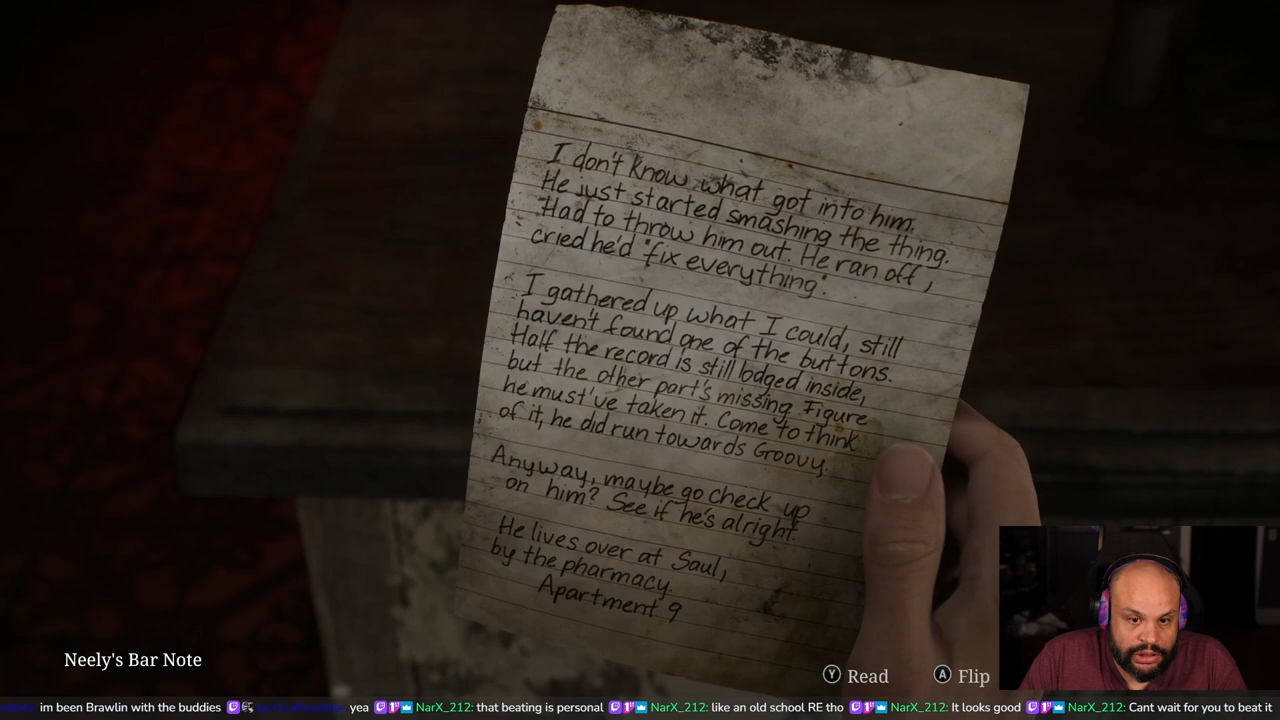 I don't know what got into him.
He just started smashing the thing.
Had to throw him out. He ran off,
cried he'd "fix everything".
I gathered up what I could, still
haven't found one of the buttons.
Half the record is still lodged inside,
but the other part's missing. Figure
he must've taken it. Come to think
of it, he did run towards Groovy.
Anyway, maybe go check up
on him? See if he's alright.
He lives over at Saul,
by the pharmacy.
Apartment 9
Neely's Bar Note
Y Read
A Flip
im been Brawlin with the buddies yea NarX_212: that beating is personal NarX_212: like an old school RE tho NarX_212: It looks good NarX_212: Cant wait for you to beat it